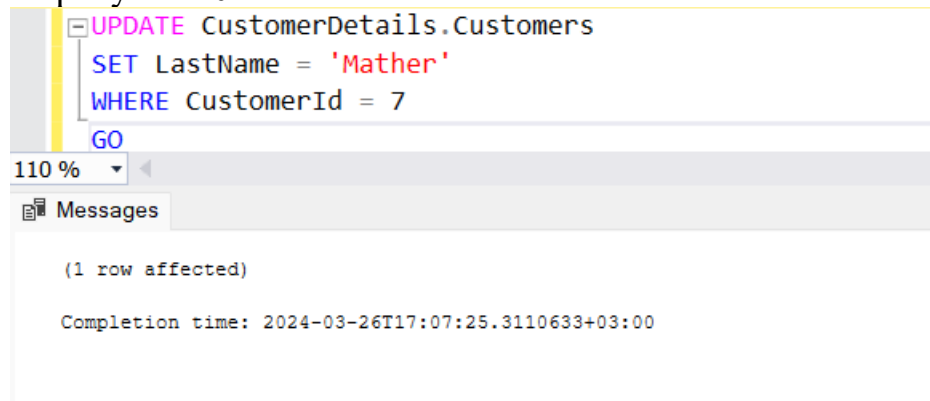 UPDATE CustomerDetails.Customers
SET LastName = 'Mather'
WHERE CustomerId = 7
GO
110 %
Messages
(1 row affected)
Completion time: 2024-03-26T17:07:25.3110633+03:00